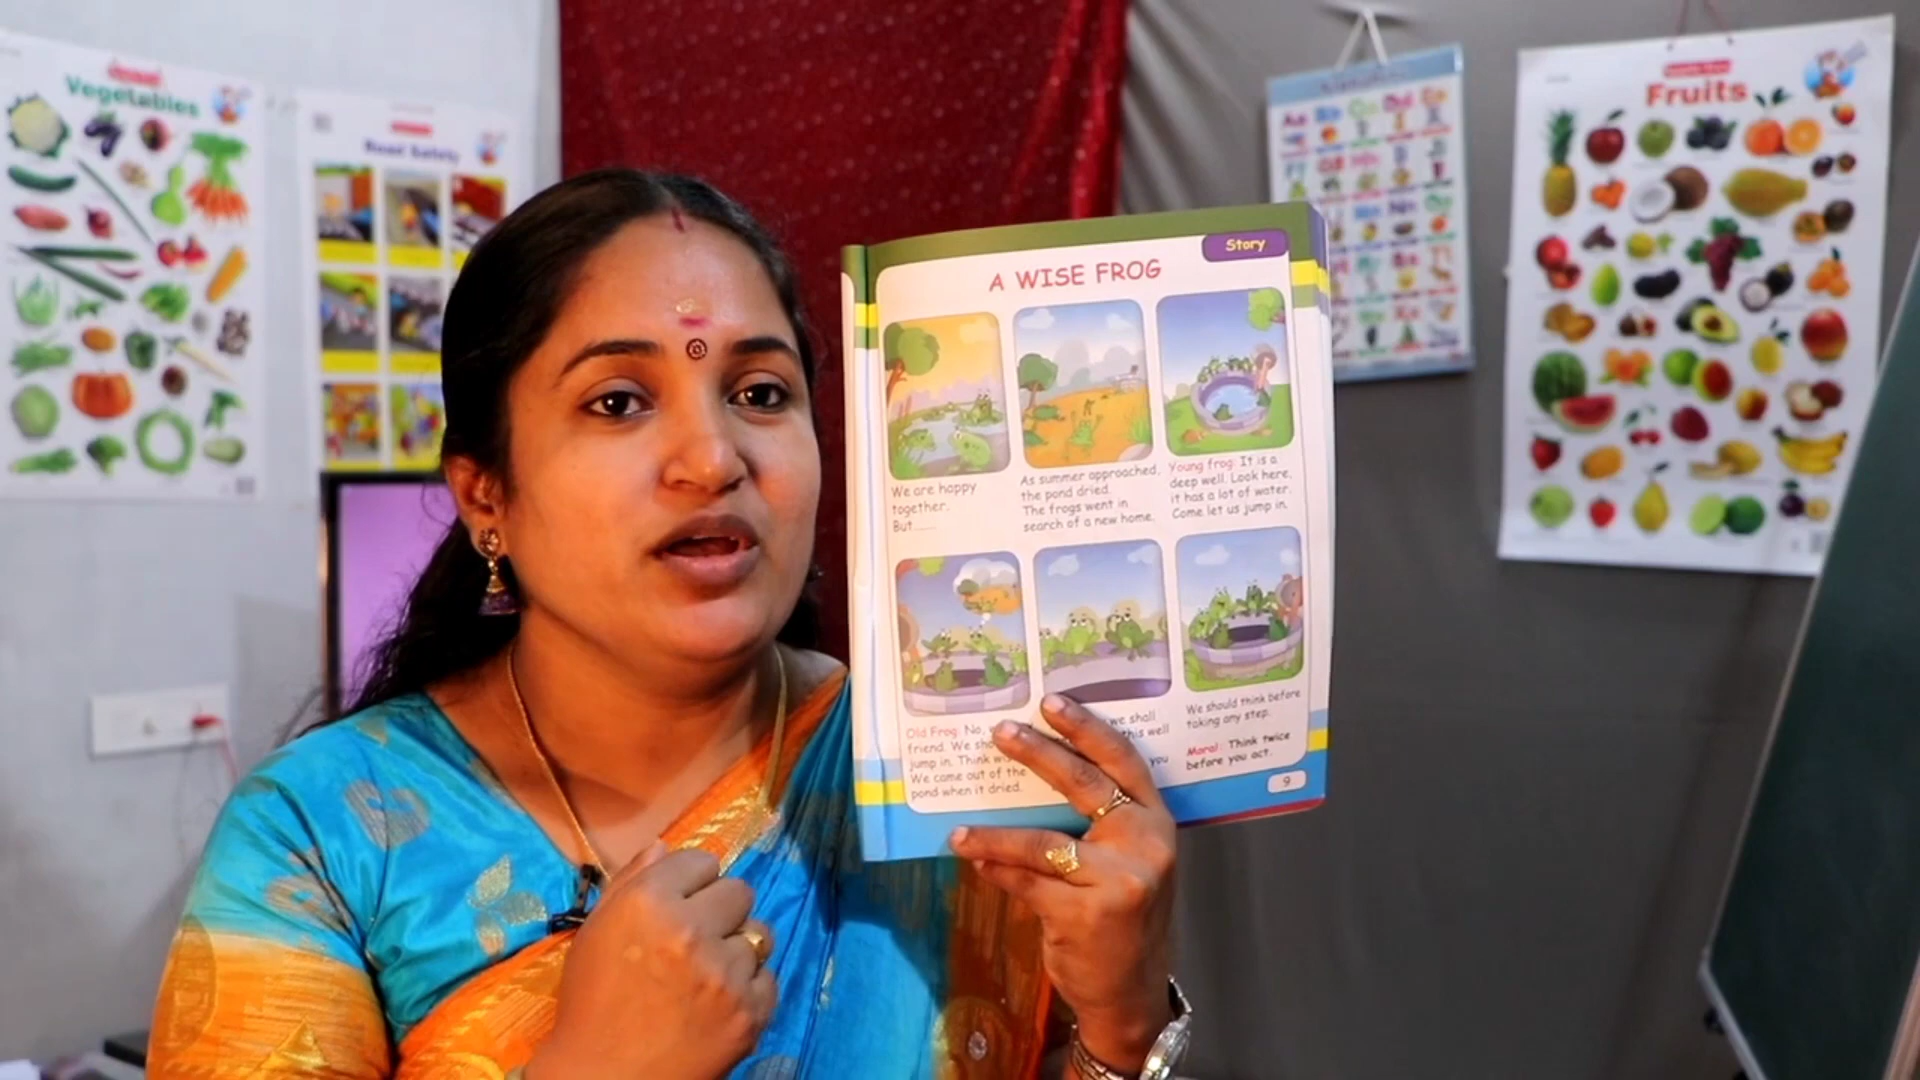 Vegetables
Road Safety
Fruits
Story
A WISE FROG
We are happy
together.
But......
As summer approached,
the pond dried.
The frogs went in
search of a new home.
Young frog: It is a
deep well. Look here,
it has a lot of water.
Come, let us jump in.
Old Frog: No,
friend. We
jump in. Think
We came out of the
pond when it dried.
we shall
this well
you
We should think before
taking any step.
Moral: Think twice
before you act.
9